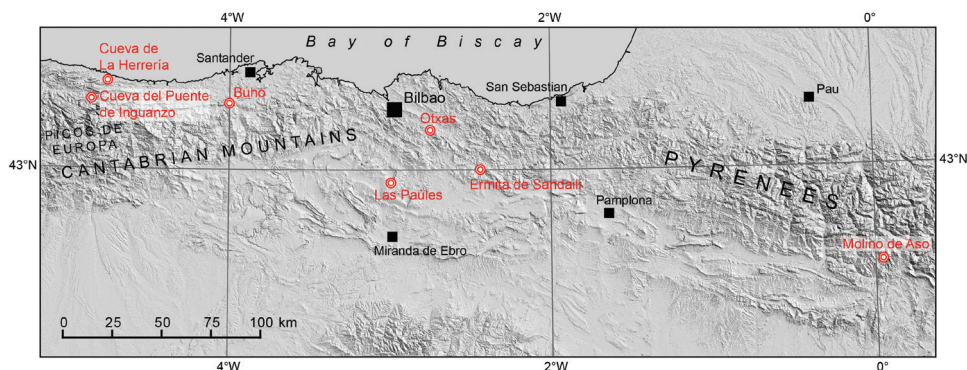 4°W
2°W
0°
Bay of Biscay
Cueva de
La Herrería
Santander
Cueva del Puente
de Inguanzo
Buho
Bilbao
San Sebastian
Pau
Otxas
PICOS DE
EUROPA
CANTABRIAN MOUNTAINS
43°N
43°N
PYRENEES
Las Paüles
Ermita de Sandaili
Pamplona
Miranda de Ebro
Molino de Aso
0 25 50 75 100 km
4°W
2°W
0°